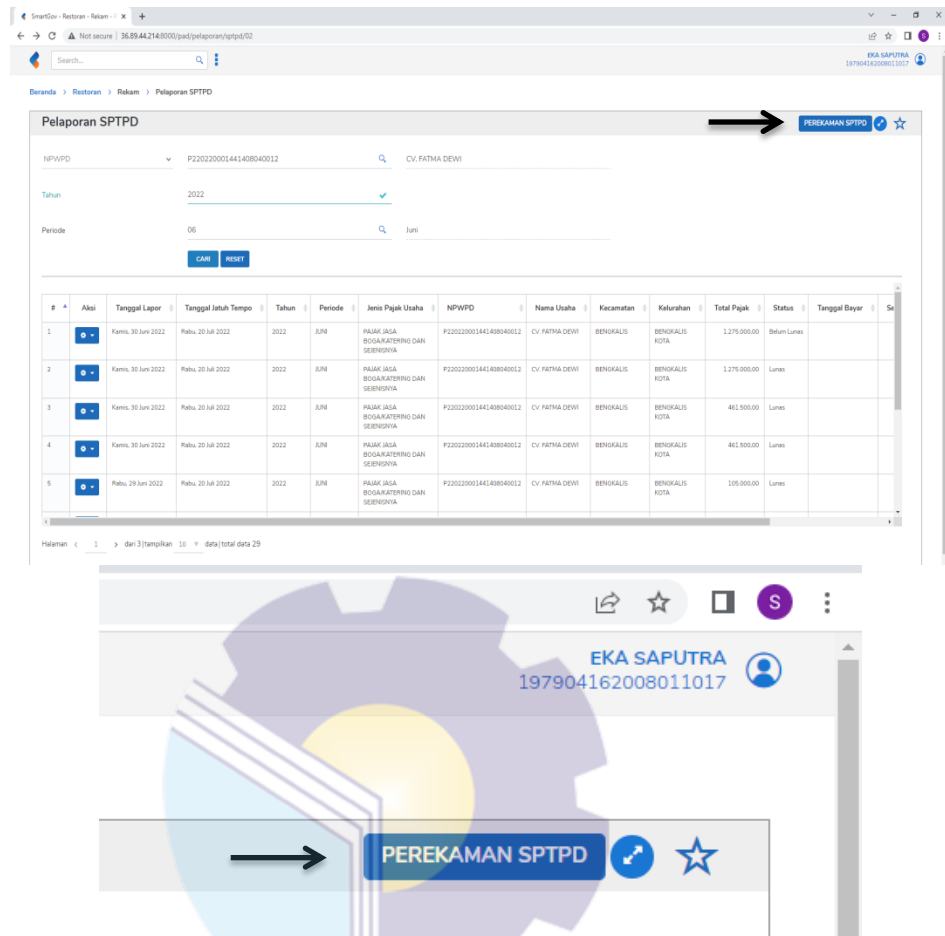 SmartGov - Restoran - Rekam - P
Not secure | 36.89.44.214:8000/pad/pelaporan/sptpd/02
S
Search...
EKA SAPUTRA
197904162008011017
Beranda > Restoran > Rekam > Pelaporan SPTPD
Pelaporan SPTPD
PEREKAMAN SPTPD
NPWPD P220220001441408040012 CV. FATMA DEWI
Tahun 2022
Periode 06 Juni
CARI RESET
# Aksi Tanggal Lapor Tanggal Jatuh Tempo Tahun Periode Jenis Pajak Usaha NPWPD Nama Usaha Kecamatan Kelurahan Total Pajak Status Tanggal Bayar Se
1 Kamis, 30 Juni 2022 Rabu, 20 Juli 2022 2022 JUNI PAJAK JASA P220220001441408040012 CV. FATMA DEWI BENGKALIS BENGKALIS 1.275.000,00 Belum Lunas
BOGA/KATERING DAN KOTA
SEJENISNYA
2 Kamis, 30 Juni 2022 Rabu, 20 Juli 2022 2022 JUNI PAJAK JASA P220220001441408040012 CV. FATMA DEWI BENGKALIS BENGKALIS 1.275.000,00 Lunas
BOGA/KATERING DAN KOTA
SEJENISNYA
3 Kamis, 30 Juni 2022 Rabu, 20 Juli 2022 2022 JUNI PAJAK JASA P220220001441408040012 CV. FATMA DEWI BENGKALIS BENGKALIS 461.500,00 Lunas
BOGA/KATERING DAN KOTA
SEJENISNYA
4 Kamis, 30 Juni 2022 Rabu, 20 Juli 2022 2022 JUNI PAJAK JASA P220220001441408040012 CV. FATMA DEWI BENGKALIS BENGKALIS 461.500,00 Lunas
BOGA/KATERING DAN KOTA
SEJENISNYA
5 Rabu, 29 Juni 2022 Rabu, 20 Juli 2022 2022 JUNI PAJAK JASA P220220001441408040012 CV. FATMA DEWI BENGKALIS BENGKALIS 105.000,00 Lunas
BOGA/KATERING DAN KOTA
SEJENISNYA
Halaman < 1 > dari 3 | tampilkan 10 data | total data 29
S
EKA SAPUTRA
197904162008011017
PEREKAMAN SPTPD